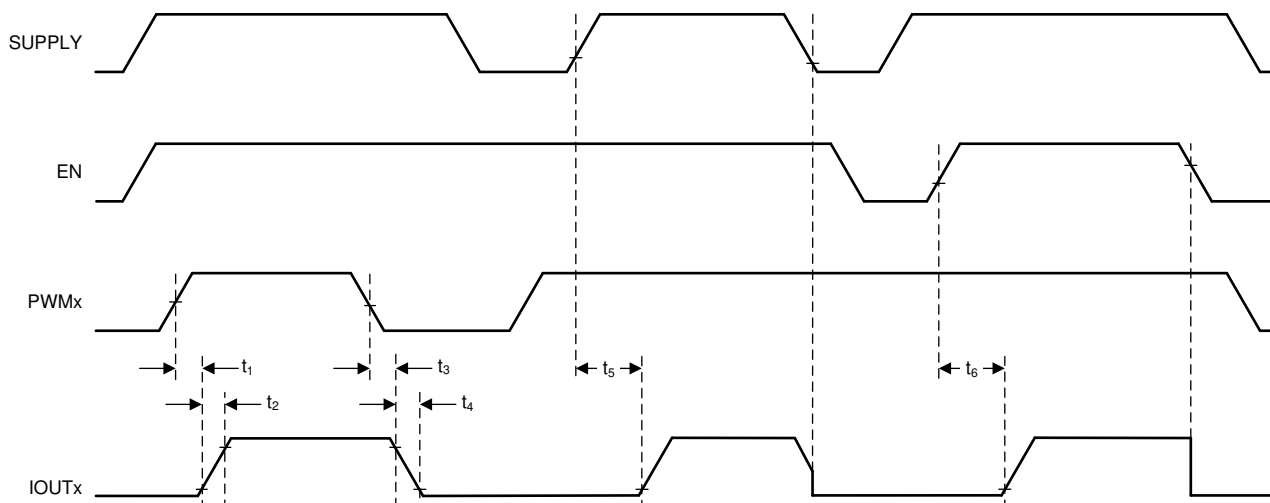 SUPPLY
EN
PWMx
t₁
t₃
t₅
t₆
t₂
t₄
IOUTx